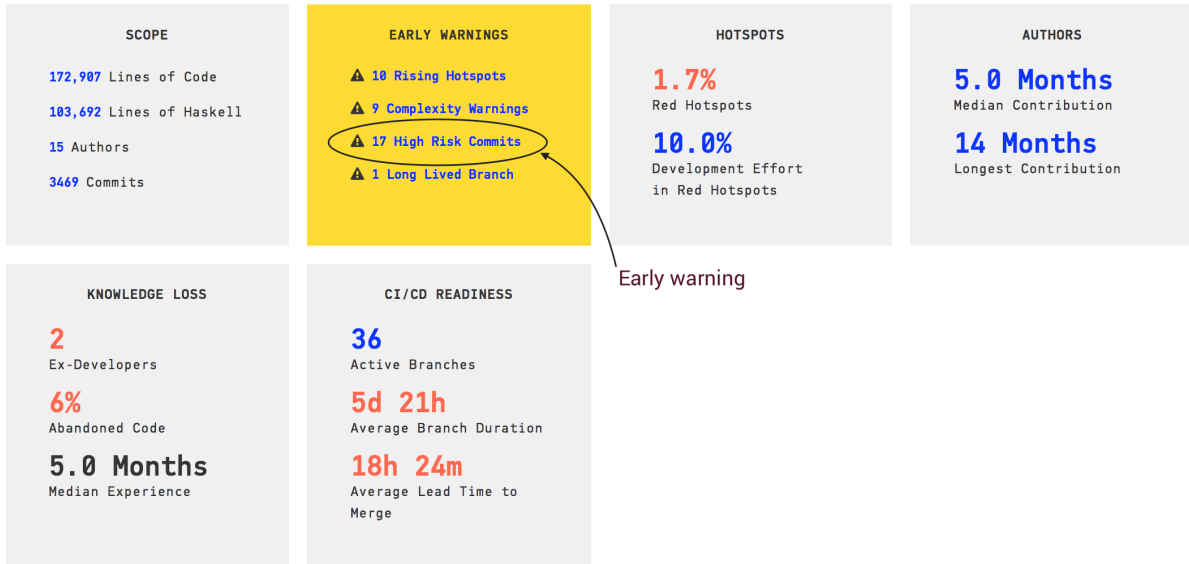 SCOPE
172,907 Lines of Code
103,692 Lines of Haskell
15 Authors
3469 Commits
EARLY WARNINGS
10 Rising Hotspots
9 Complexity Warnings
17 High Risk Commits
1 Long Lived Branch
HOTSPOTS
1.7%
Red Hotspots
10.0%
Development Effort
in Red Hotspots
AUTHORS
5.0 Months
Median Contribution
14 Months
Longest Contribution
Early warning
KNOWLEDGE LOSS
2
Ex-Developers
6%
Abandoned Code
5.0 Months
Median Experience
CI/CD READINESS
36
Active Branches
5d 21h
Average Branch Duration
18h 24m
Average Lead Time to
Merge